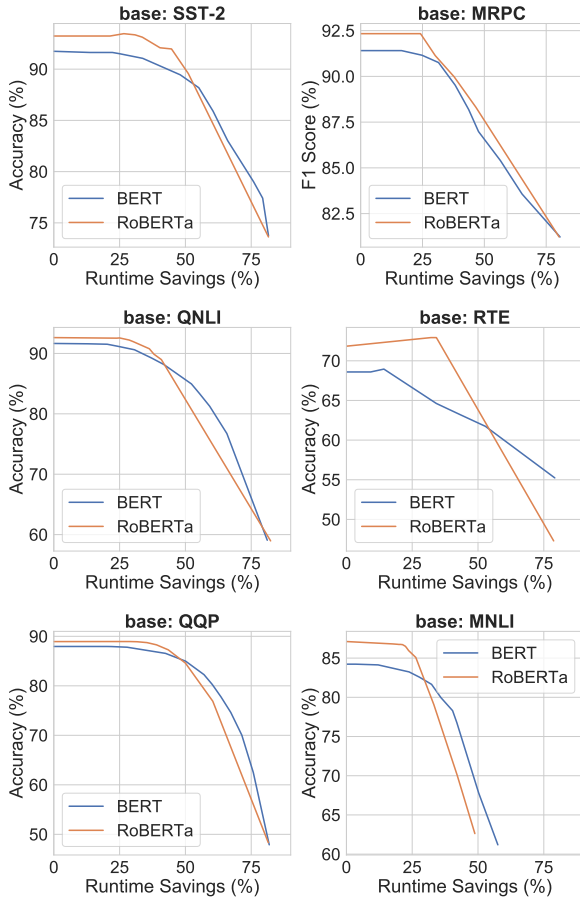 base: SST-2
Accuracy (%)
90
85
80
75
BERT
RoBERTa
0 25 50 75
Runtime Savings (%)
base: MRPC
F1 Score (%)
92.5
90.0
87.5
85.0
82.5
BERT
RoBERTa
0 25 50 75
Runtime Savings (%)
base: QNLI
Accuracy (%)
90
80
70
60
BERT
RoBERTa
0 25 50 75
Runtime Savings (%)
base: RTE
Accuracy (%)
70
65
60
55
50
BERT
RoBERTa
0 25 50 75
Runtime Savings (%)
base: QQP
Accuracy (%)
90
80
70
60
50
BERT
RoBERTa
0 25 50 75
Runtime Savings (%)
base: MNLI
Accuracy (%)
85
80
75
70
65
60
BERT
RoBERTa
0 25 50 75
Runtime Savings (%)